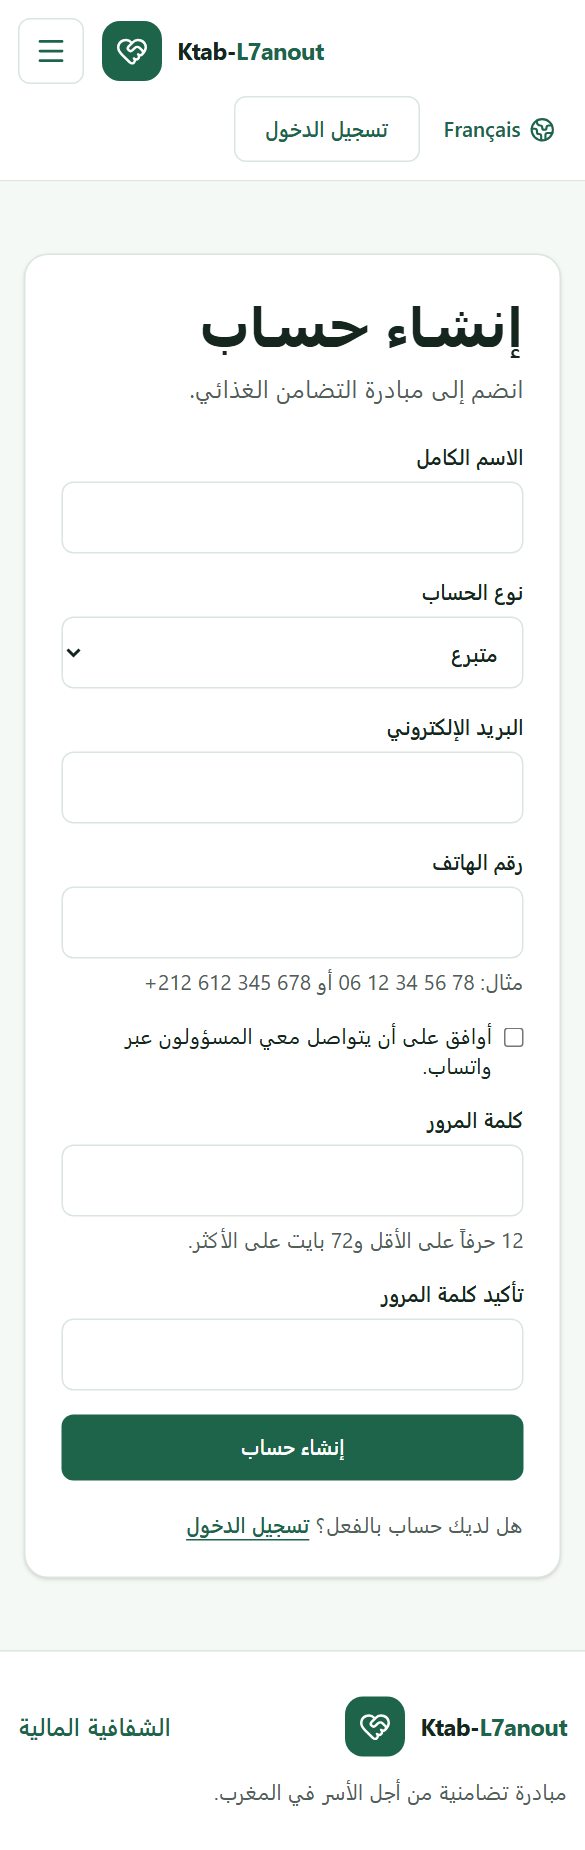 Ktab-L7anout
Français
تسجيل الدخول
إنشاء حساب
انضم إلى مبادرة التضامن الغذائي.
الاسم الكامل
نوع الحساب
متبرع
البريد الإلكتروني
رقم الهاتف
مثال: 06 12 34 56 78 أو 678 345 612 212+
أوافق على أن يتواصل معي المسؤولون عبر
واتساب.
كلمة المرور
12 حرفاً على الأقل و72 بايت على الأكثر.
تأكيد كلمة المرور
إنشاء حساب
هل لديك حساب بالفعل؟ تسجيل الدخول
Ktab-L7anout
الشفافية المالية
مبادرة تضامنية من أجل الأسر في المغرب.